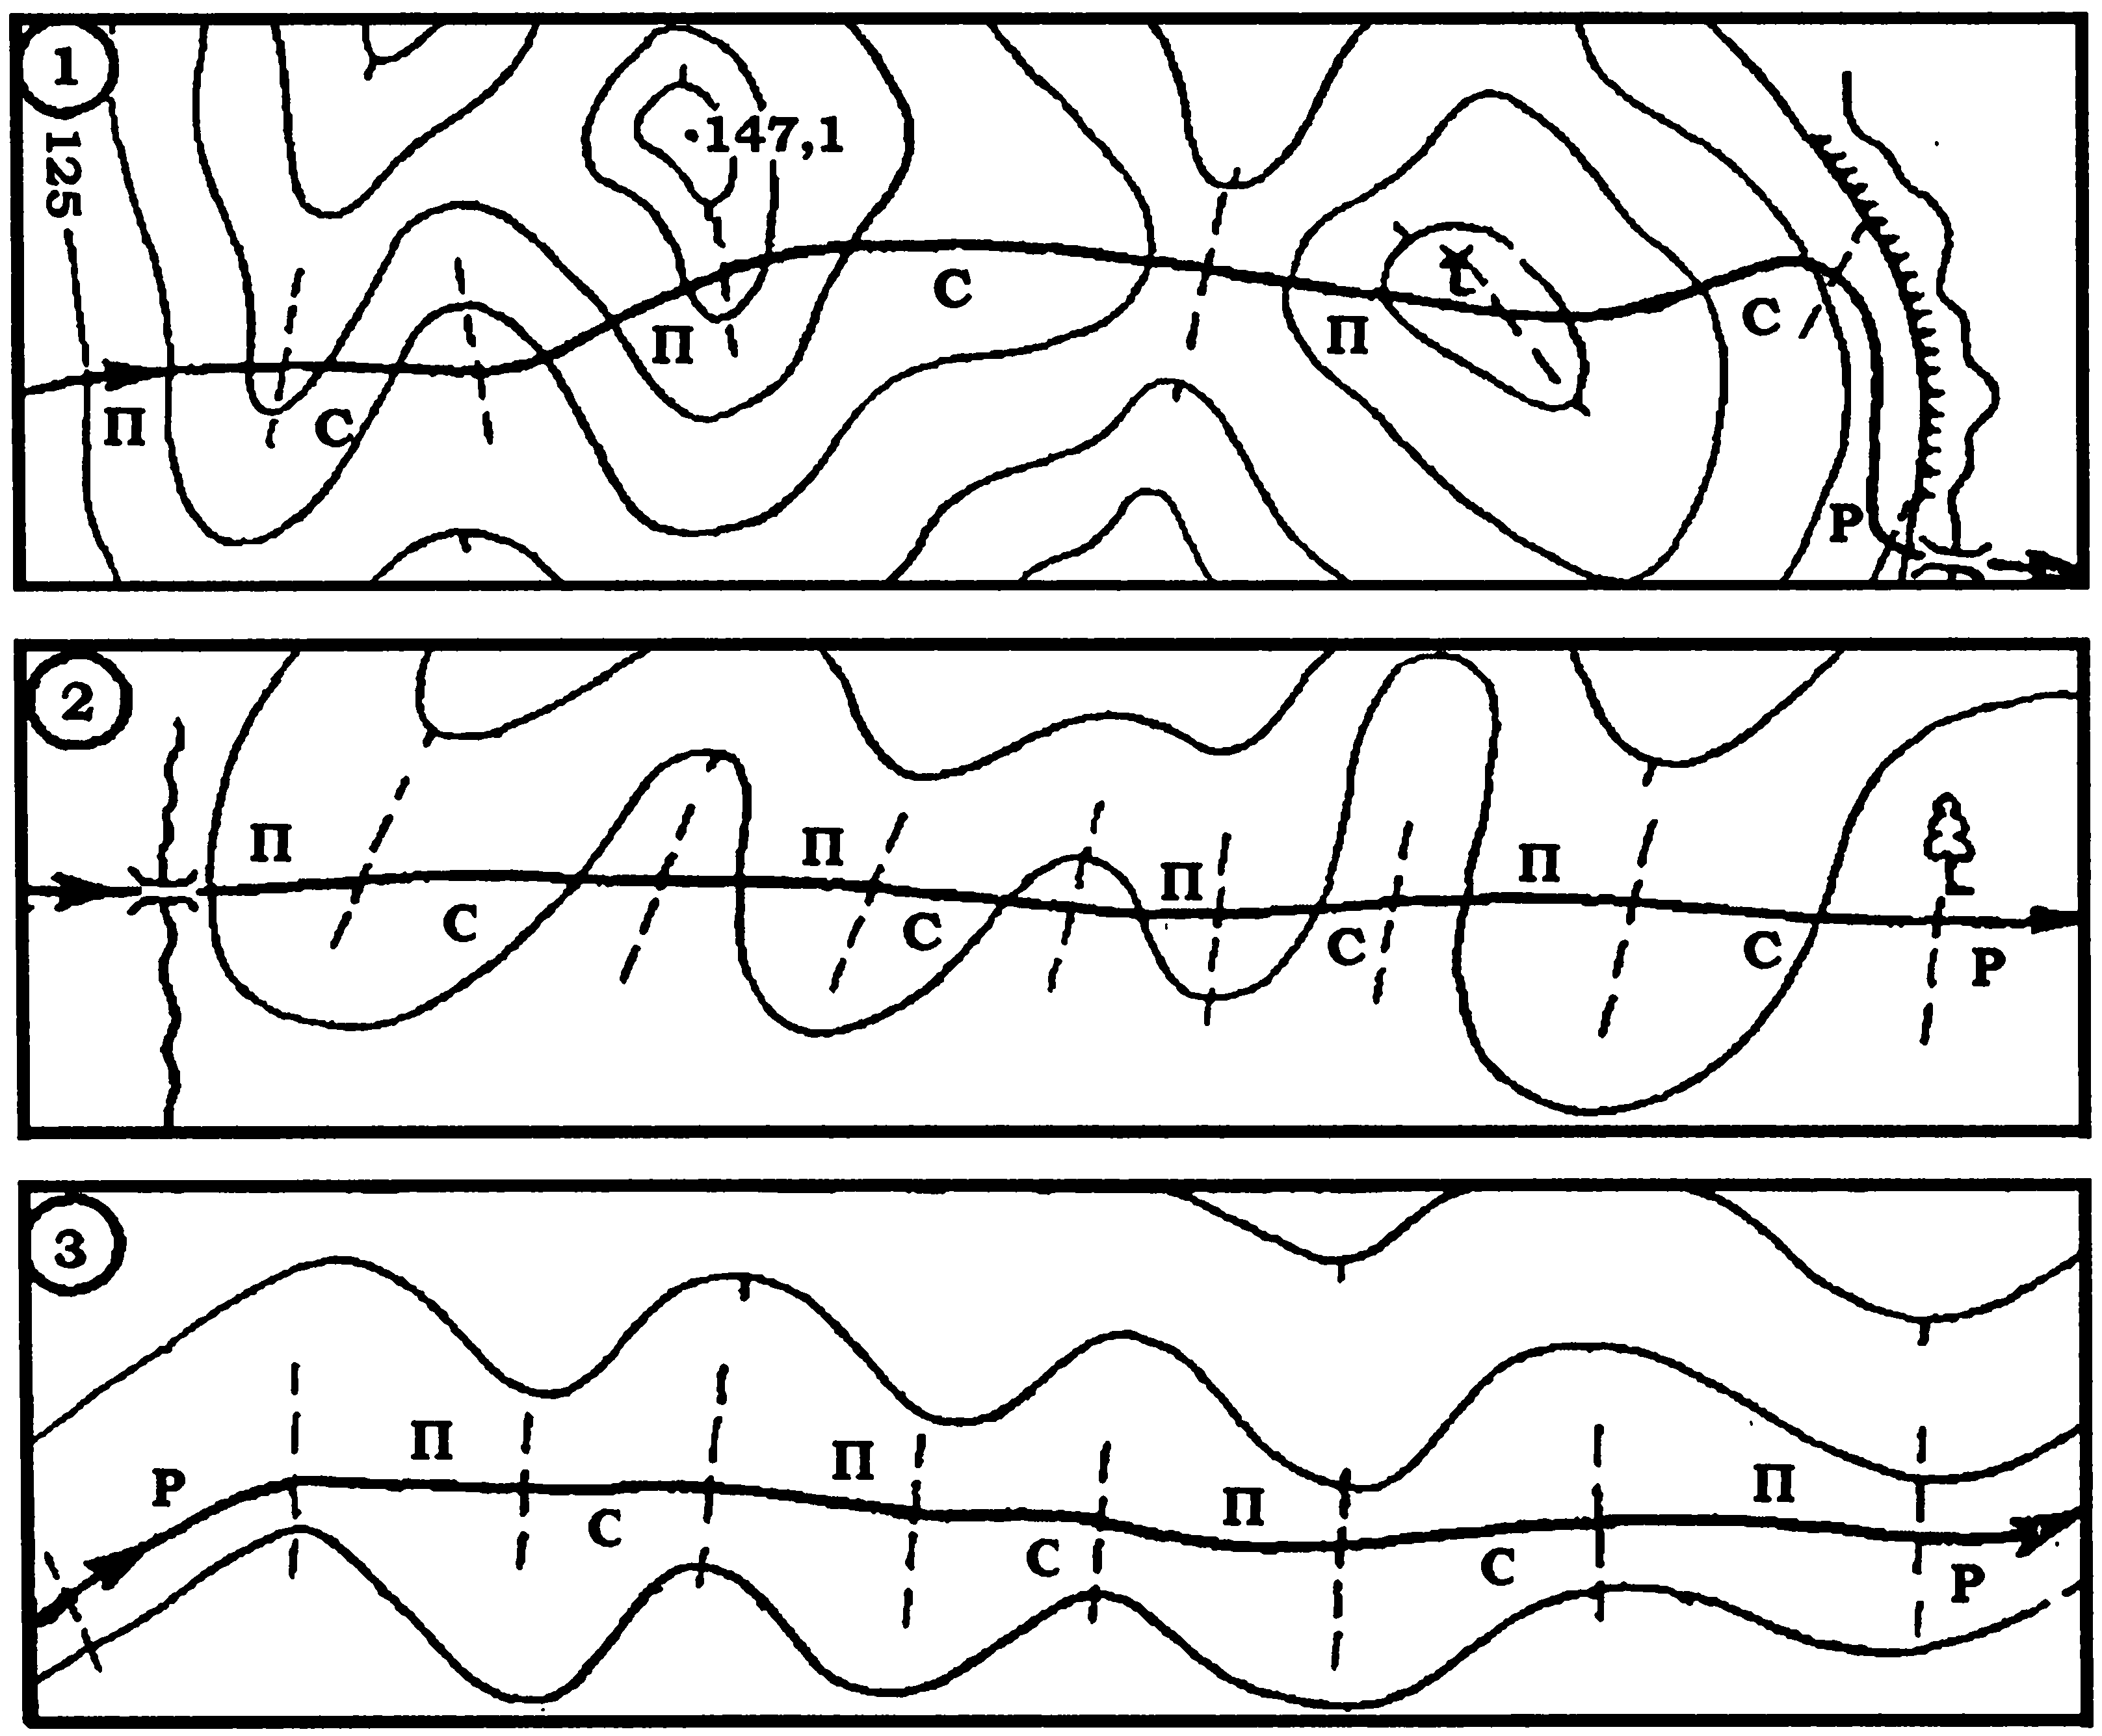 1
125
147,1
П С П С П С Р
2
П С П С П С П С Р
3
Р П С П С П С П Р